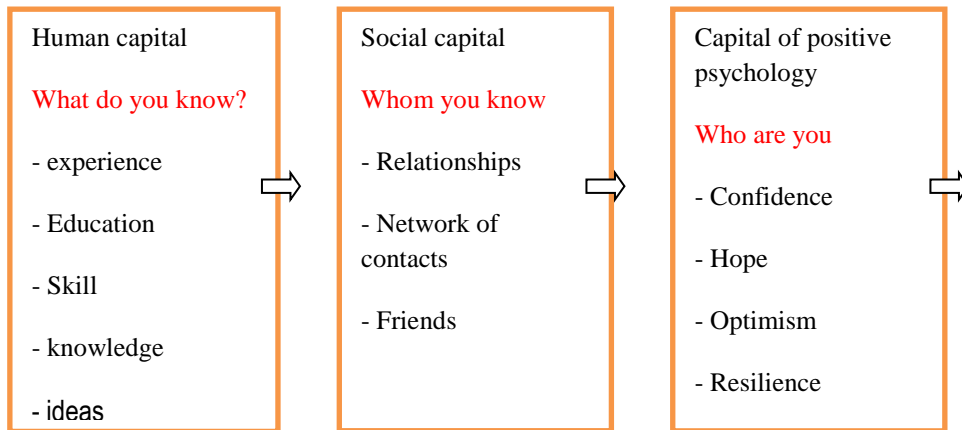 Human capital
What do you know?
- experience
- Education
- Skill
- knowledge
- ideas
Social capital
Whom you know
- Relationships
- Network of
contacts
- Friends
Capital of positive
psychology
Who are you
- Confidence
- Hope
- Optimism
- Resilience